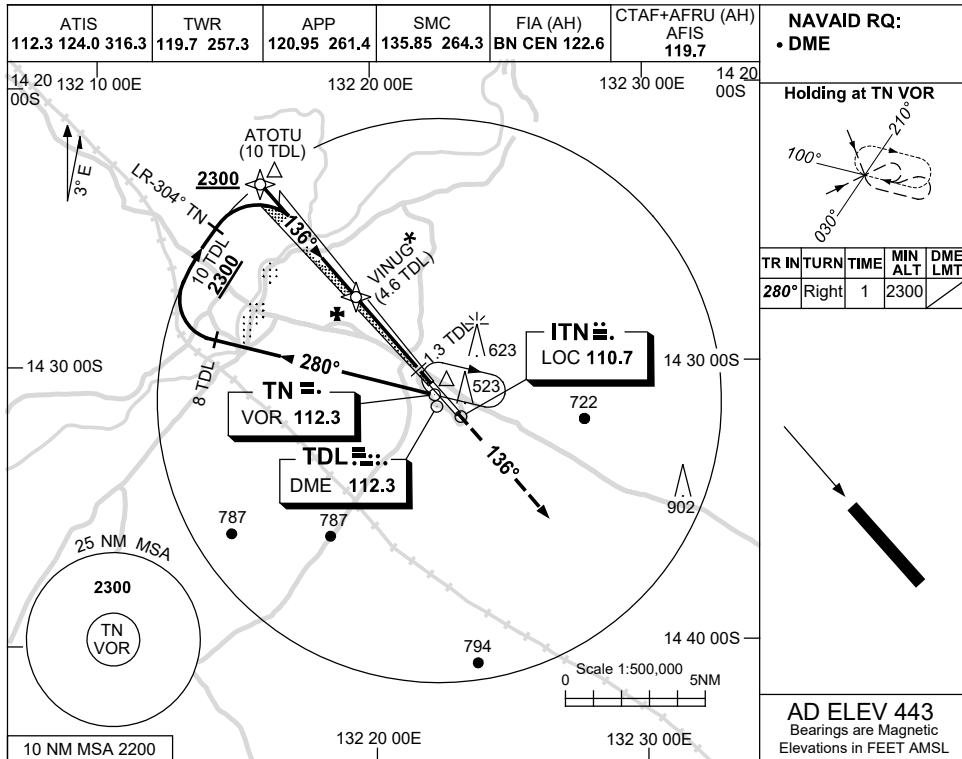 ATIS
112.3 124.0 316.3
TWR
119.7 257.3
APP
120.95 261.4
SMC
135.85 264.3
FIA (AH)
BN CEN 122.6
CTAF+AFRU (AH)
AFIS
119.7
NAVAID RQ:
• DME
14 20
00S
132 10 00E
132 20 00E
132 30 00E
14 20
00S
Holding at TN VOR
210°
100°
030°
TR IN TURN TIME MIN ALT DME LMT
280° Right 1 2300
3° E
ATOTU
(10 TDL)
2300
LR-304° TN
10 TDL
2300
136°
VINUG*
(4.6 TDL)
1.3 TDL
623
ITN
LOC 110.7
14 30 00S
14 30 00S
280°
8 TDL
523
TN
VOR 112.3
722
TDL
DME 112.3
136°
902
787
787
25 NM MSA
2300
TN
VOR
14 40 00S
794
Scale 1:500,000
0
5NM
132 20 00E
132 30 00E
10 NM MSA 2200
AD ELEV 443
Bearings are Magnetic
Elevations in FEET AMSL